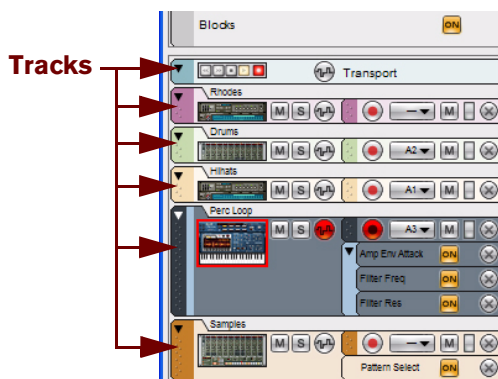 Blocks ON
Tracks
Transport
Rhodes
M S — M
Drums
M S A2 M
Hihats
M S A1 M
Perc Loop
M S A3 M
Amp Env Attack ON
Filter Freq ON
Filter Res ON
Samples
M S — M
Pattern Select ON